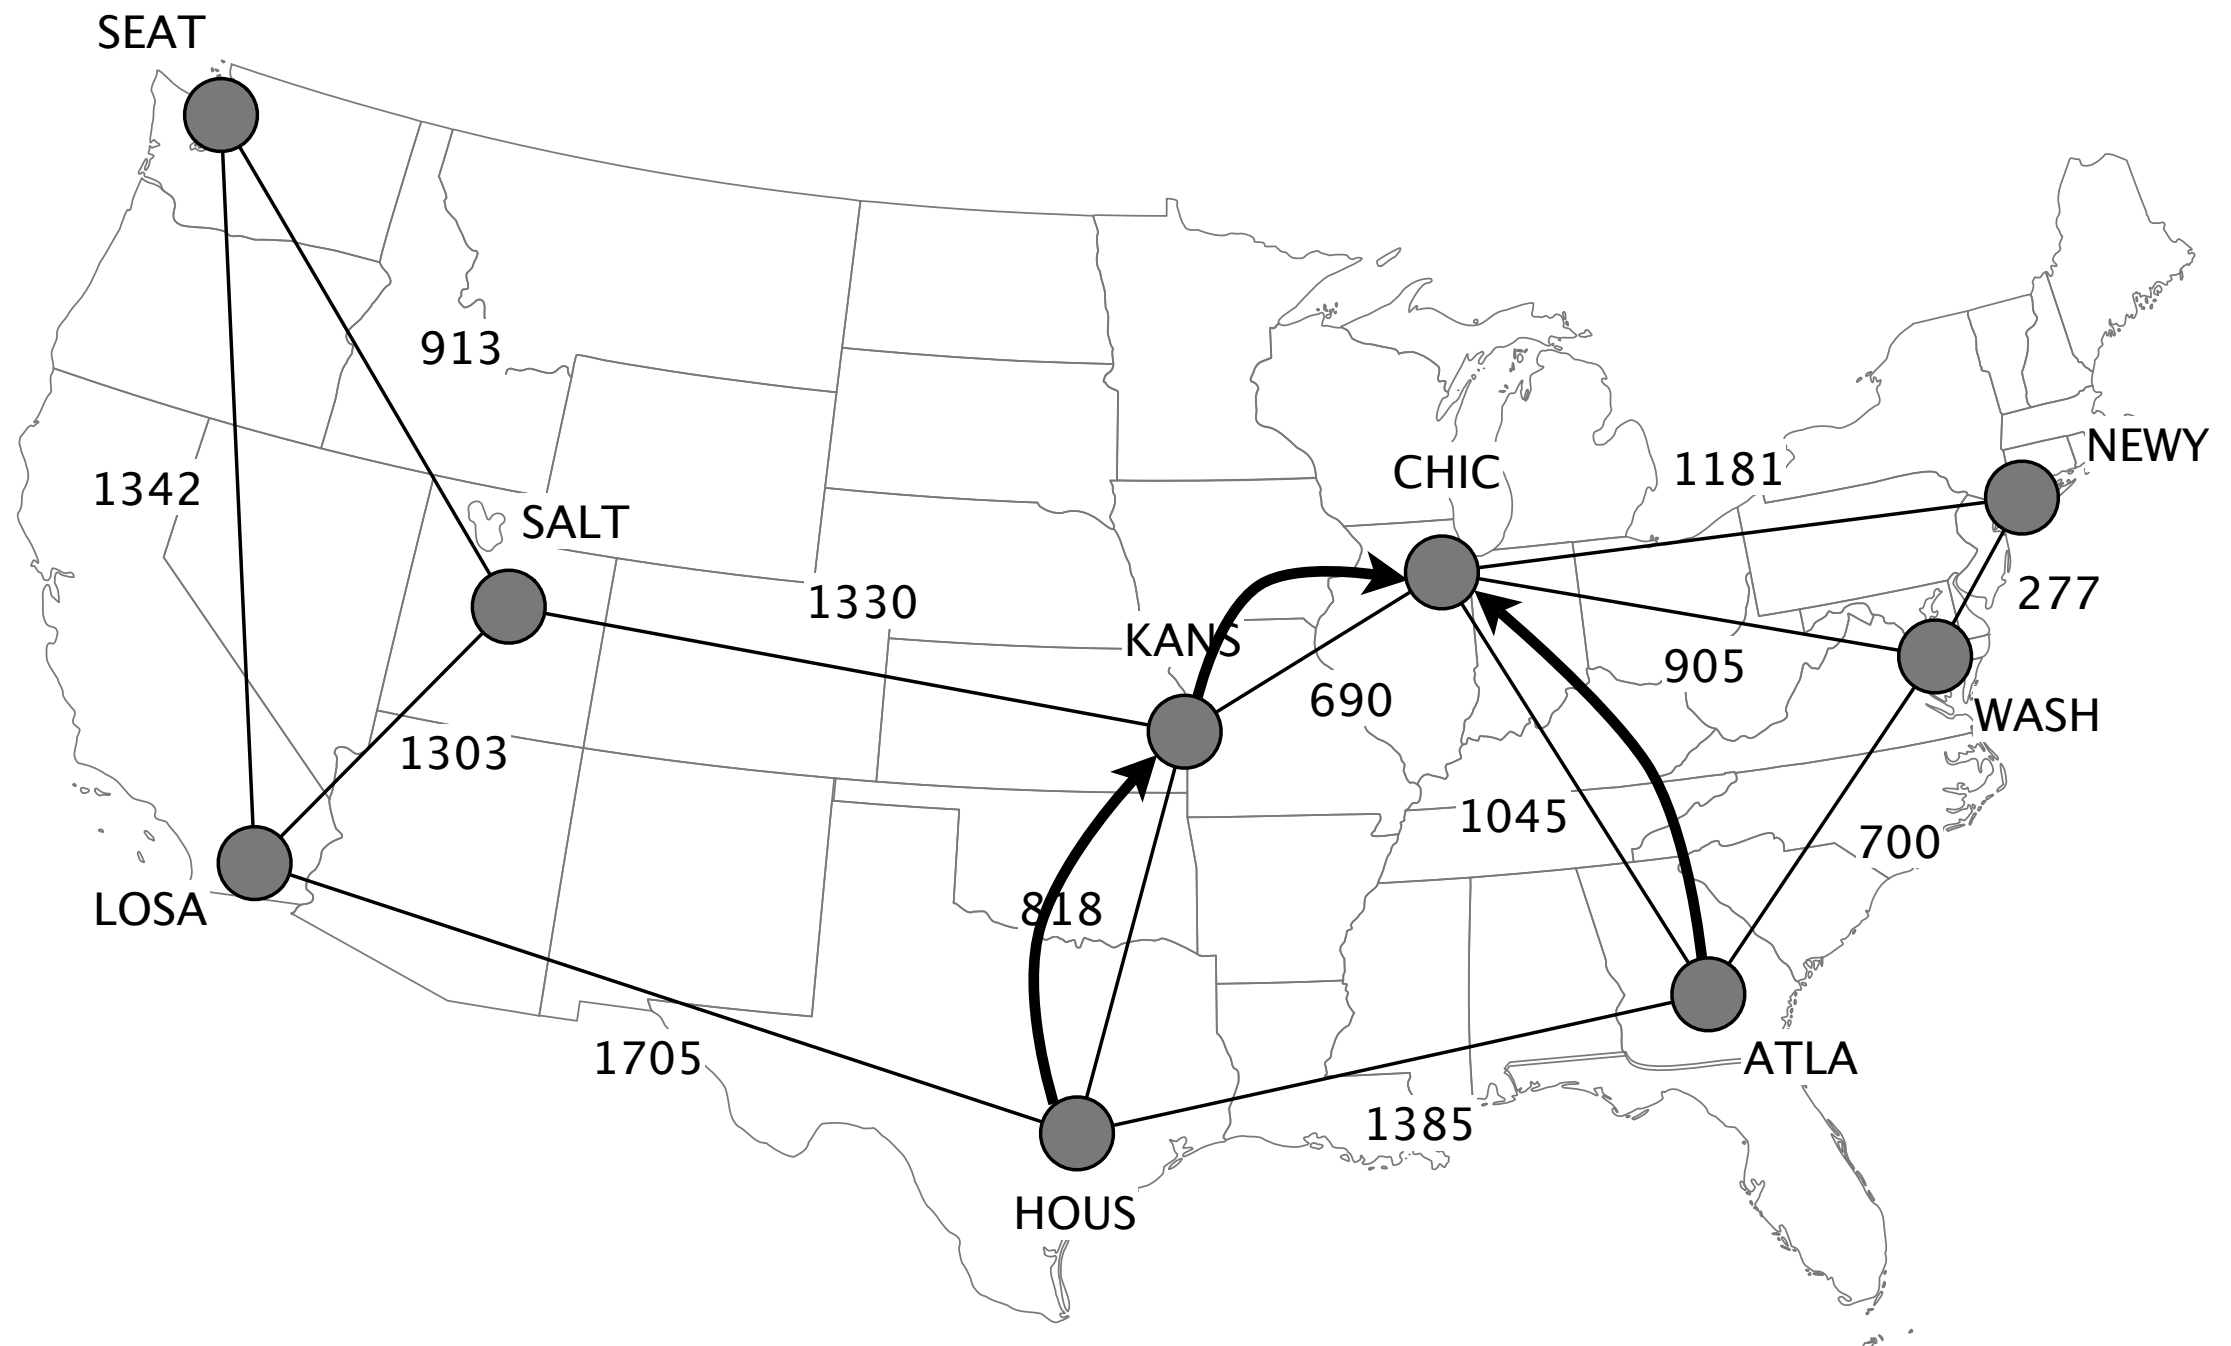 SEAT
913
NEWY
1181
CHIC
1342
SALT
1330
277
KANS
905
690
WASH
1303
1045
700
818
LOSA
1705
ATLA
1385
HOUS